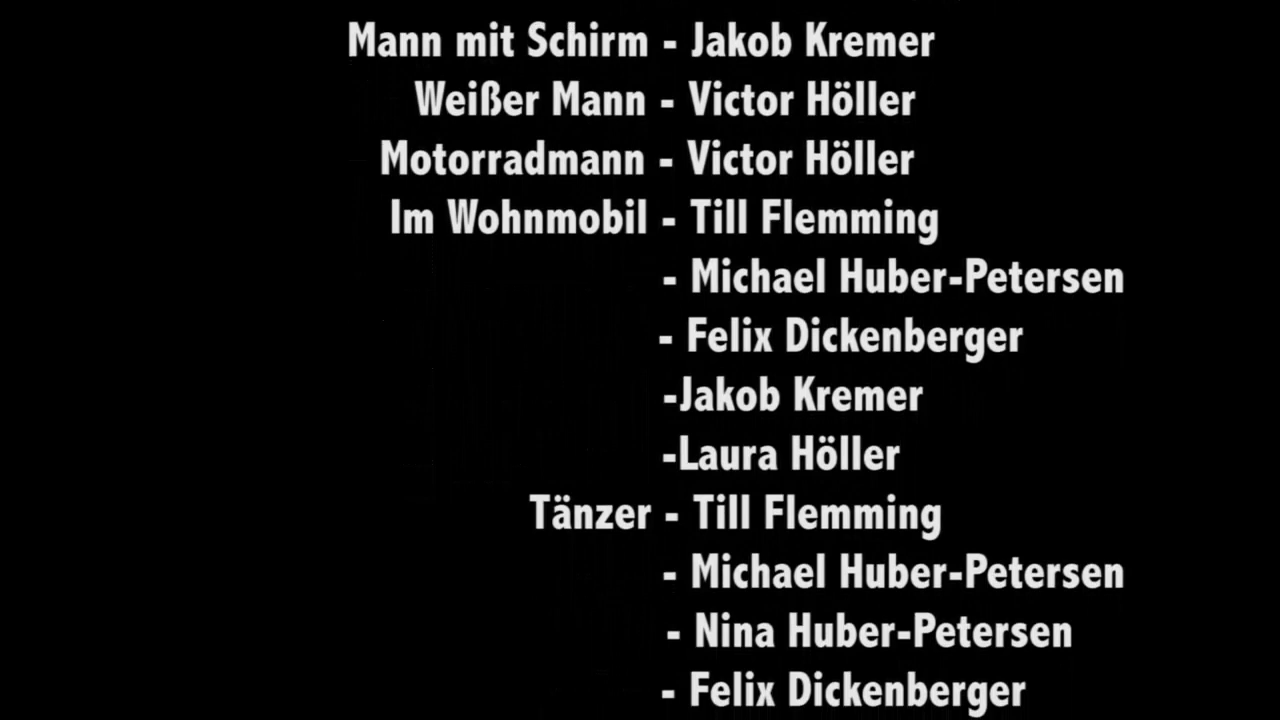 Mann mit Schirm - Jakob Kremer
Weißer Mann - Victor Höller
Motorradmann - Victor Höller
Im Wohnmobil - Till Flemming
- Michael Huber-Petersen
- Felix Dickenberger
-Jakob Kremer
-Laura Höller
Tänzer - Till Flemming
- Michael Huber-Petersen
- Nina Huber-Petersen
- Felix Dickenberger